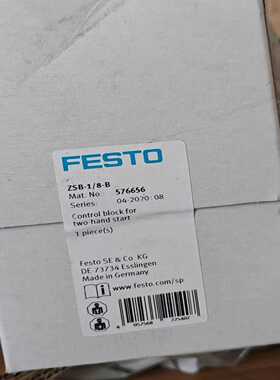 FESTO
ZSB-1/8-B
Mat. No: 576656
Series: 04-2020: 08
Control block for
two-hand start
1 piece(s)
Festo SE & Co. KG
DE-73734 Esslingen
Made in Germany
www.festo.com/sp